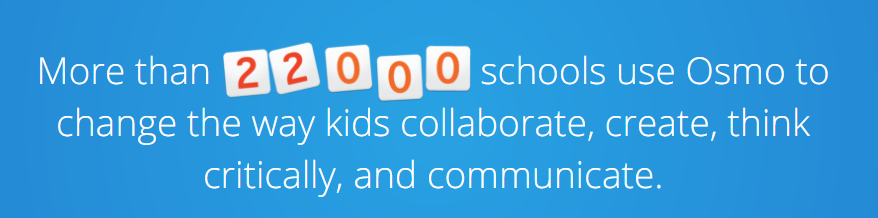 More than 22000 schools use Osmo to
change the way kids collaborate, create, think
critically, and communicate.